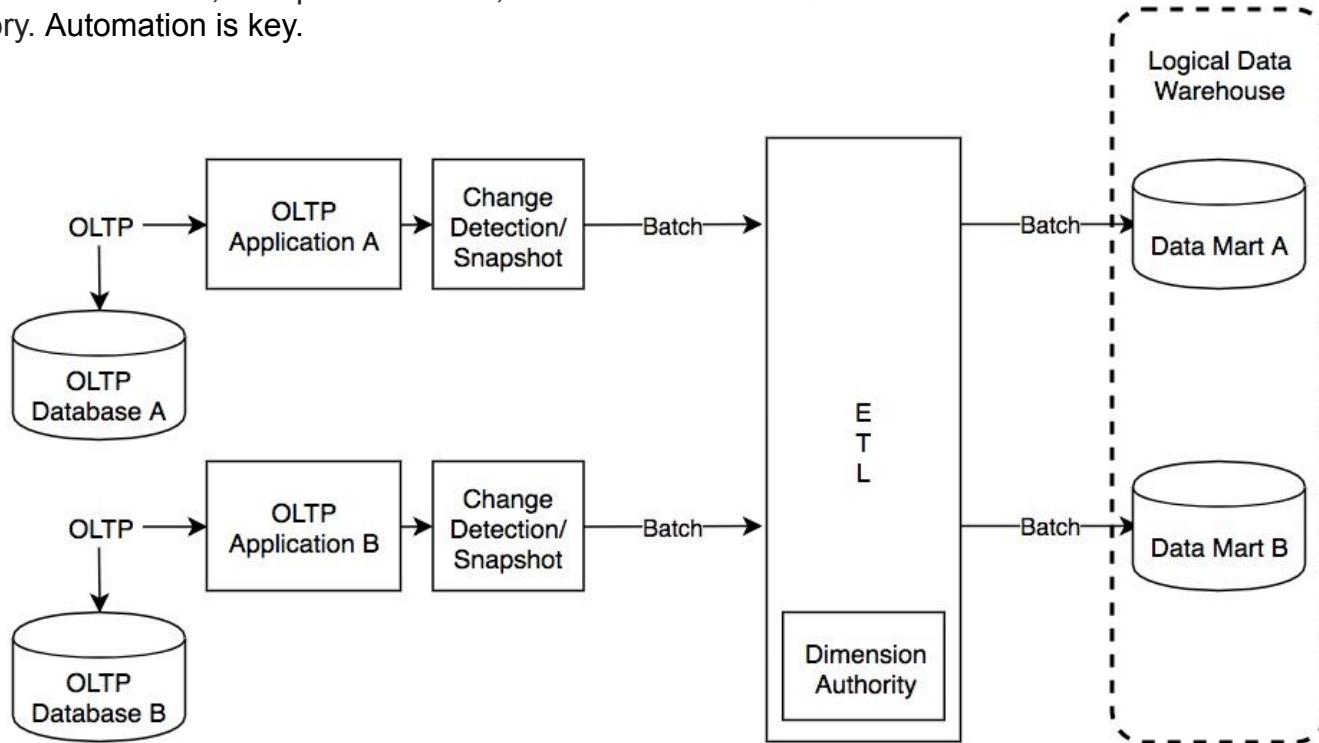 ory. Automation is key.
Logical Data
Warehouse
OLTP
OLTP
Application A
Change
Detection/
Snapshot
Batch
Batch
Data Mart A
OLTP
Database A
E
T
L
OLTP
OLTP
Application B
Change
Detection/
Snapshot
Batch
Batch
Data Mart B
OLTP
Database B
Dimension
Authority